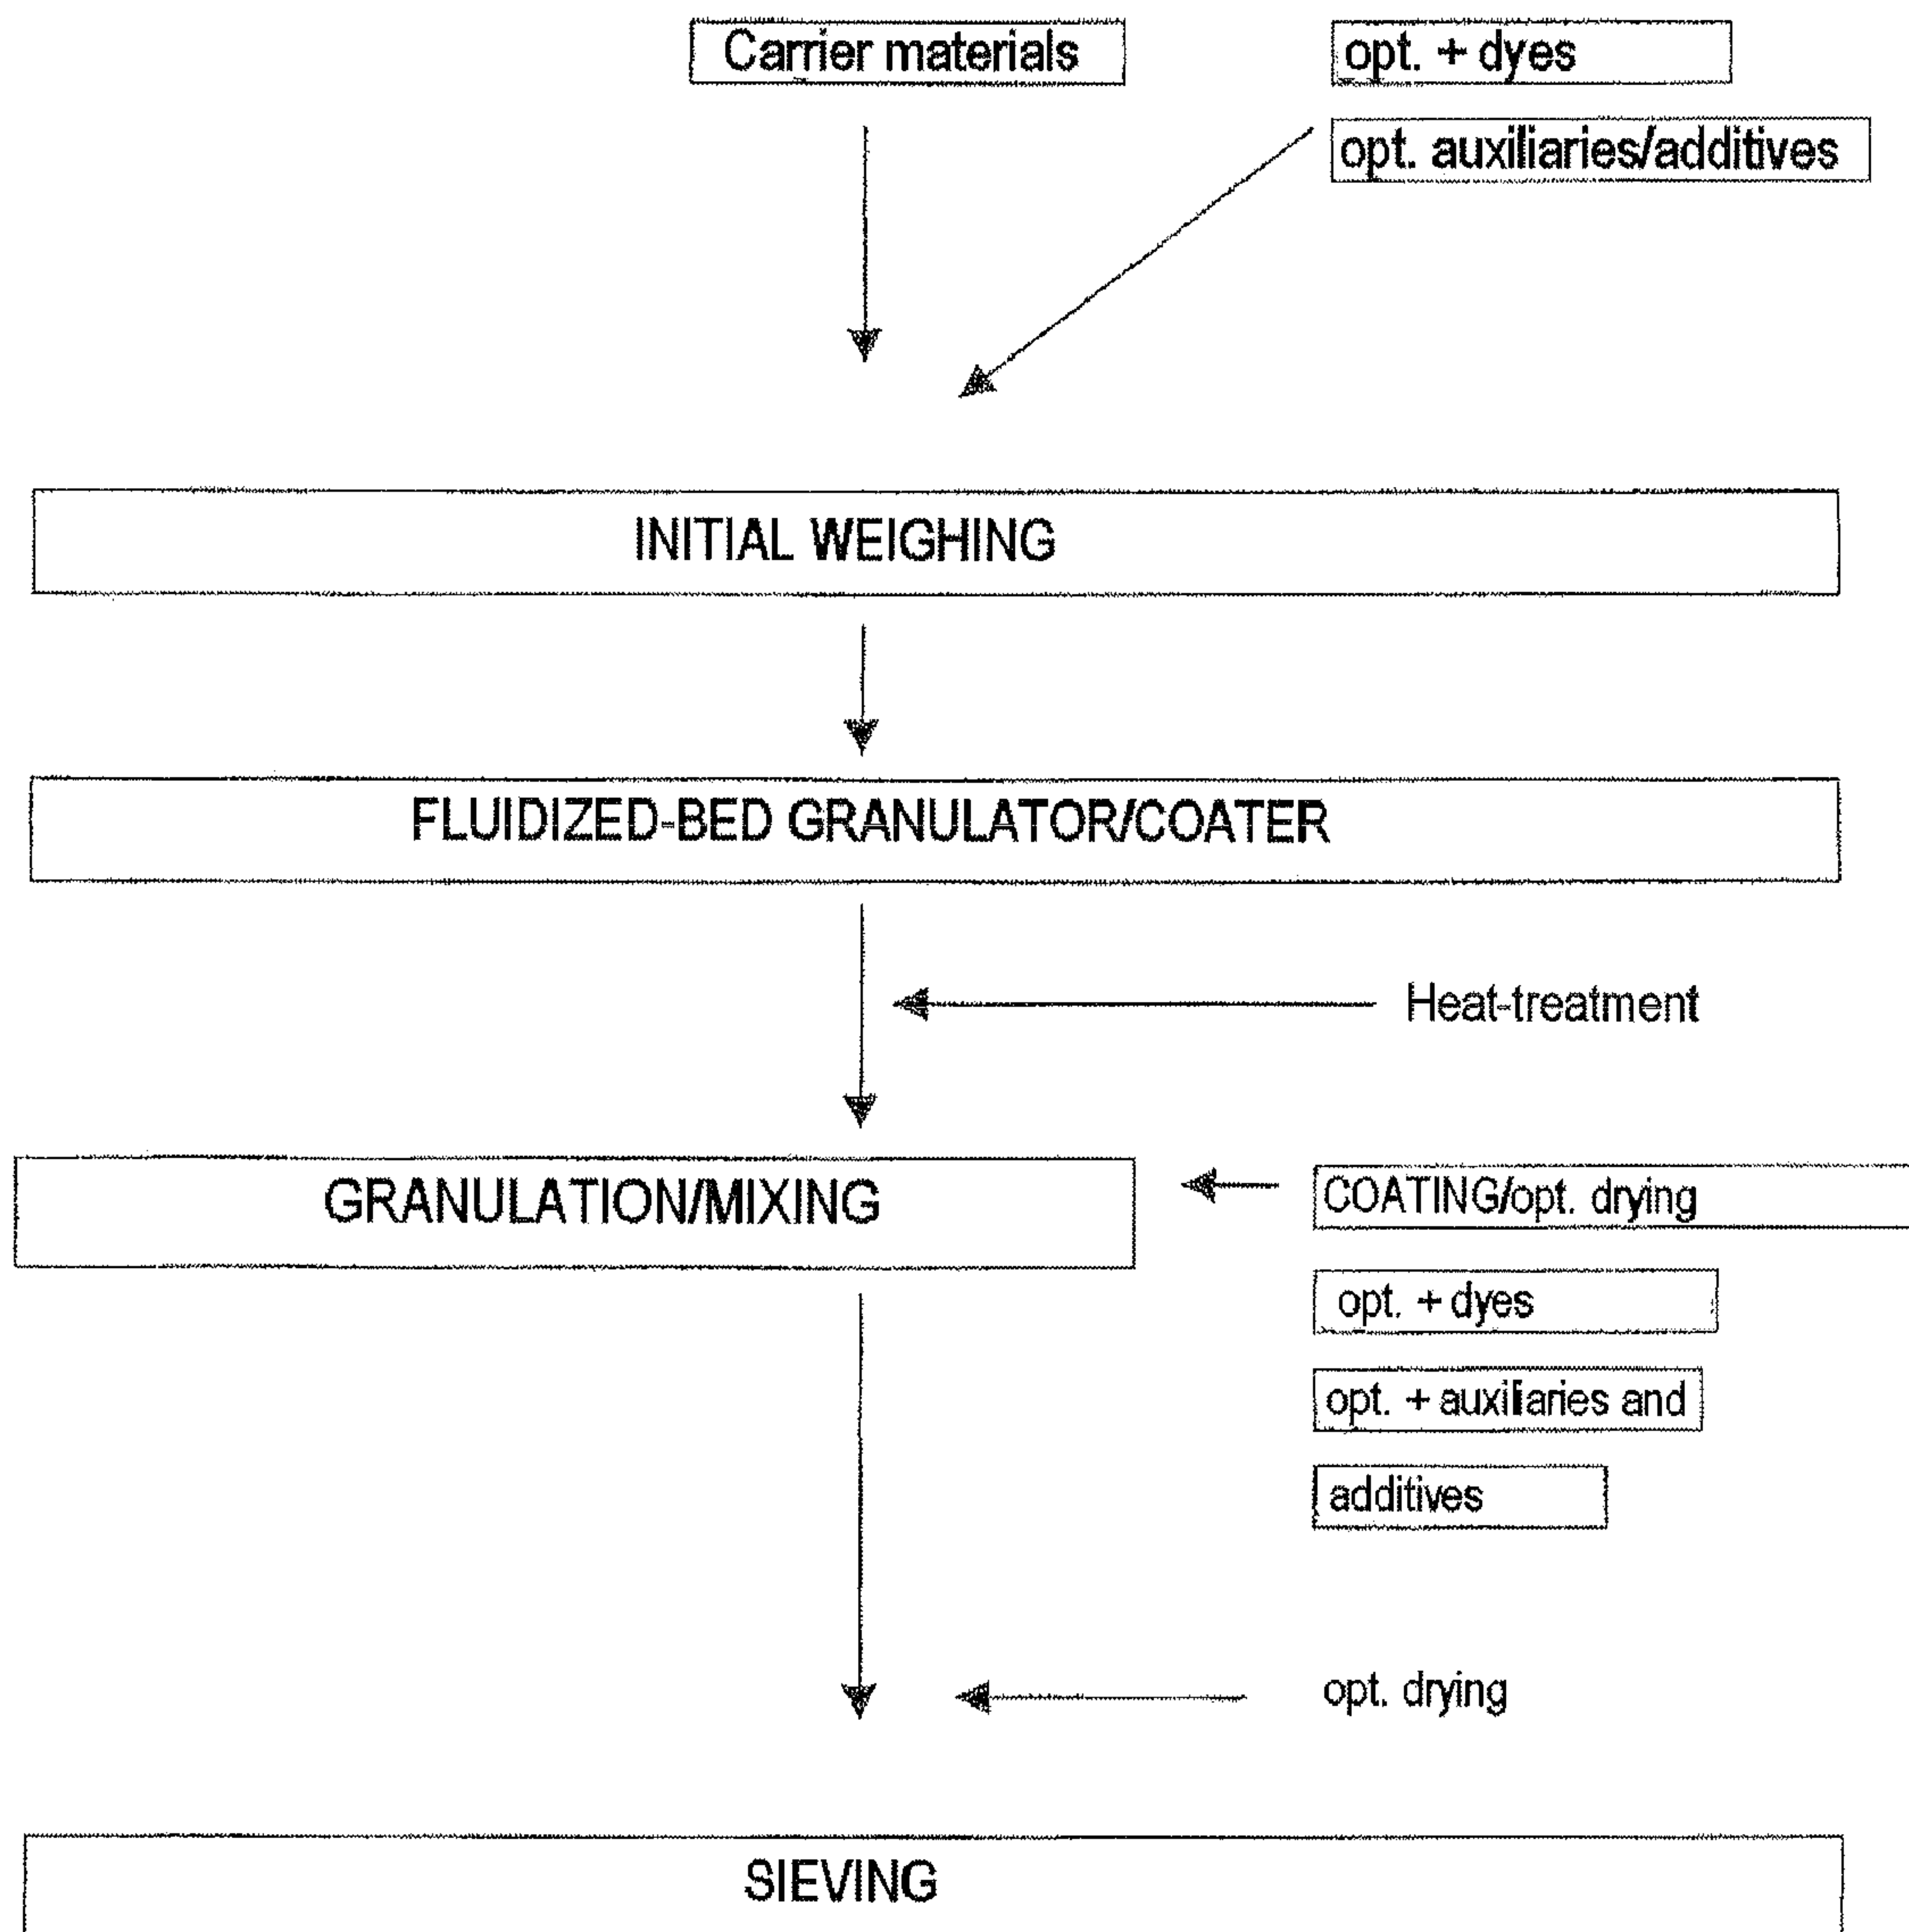 Carrier materials
opt. + dyes
opt. auxiliaries/additives
INITIAL WEIGHING
FLUIDIZED-BED GRANULATOR/COATER
Heat-treatment
GRANULATION/MIXING
COATING/opt. drying
opt. + dyes
opt. + auxiliaries and
additives
opt. drying
SIEVING